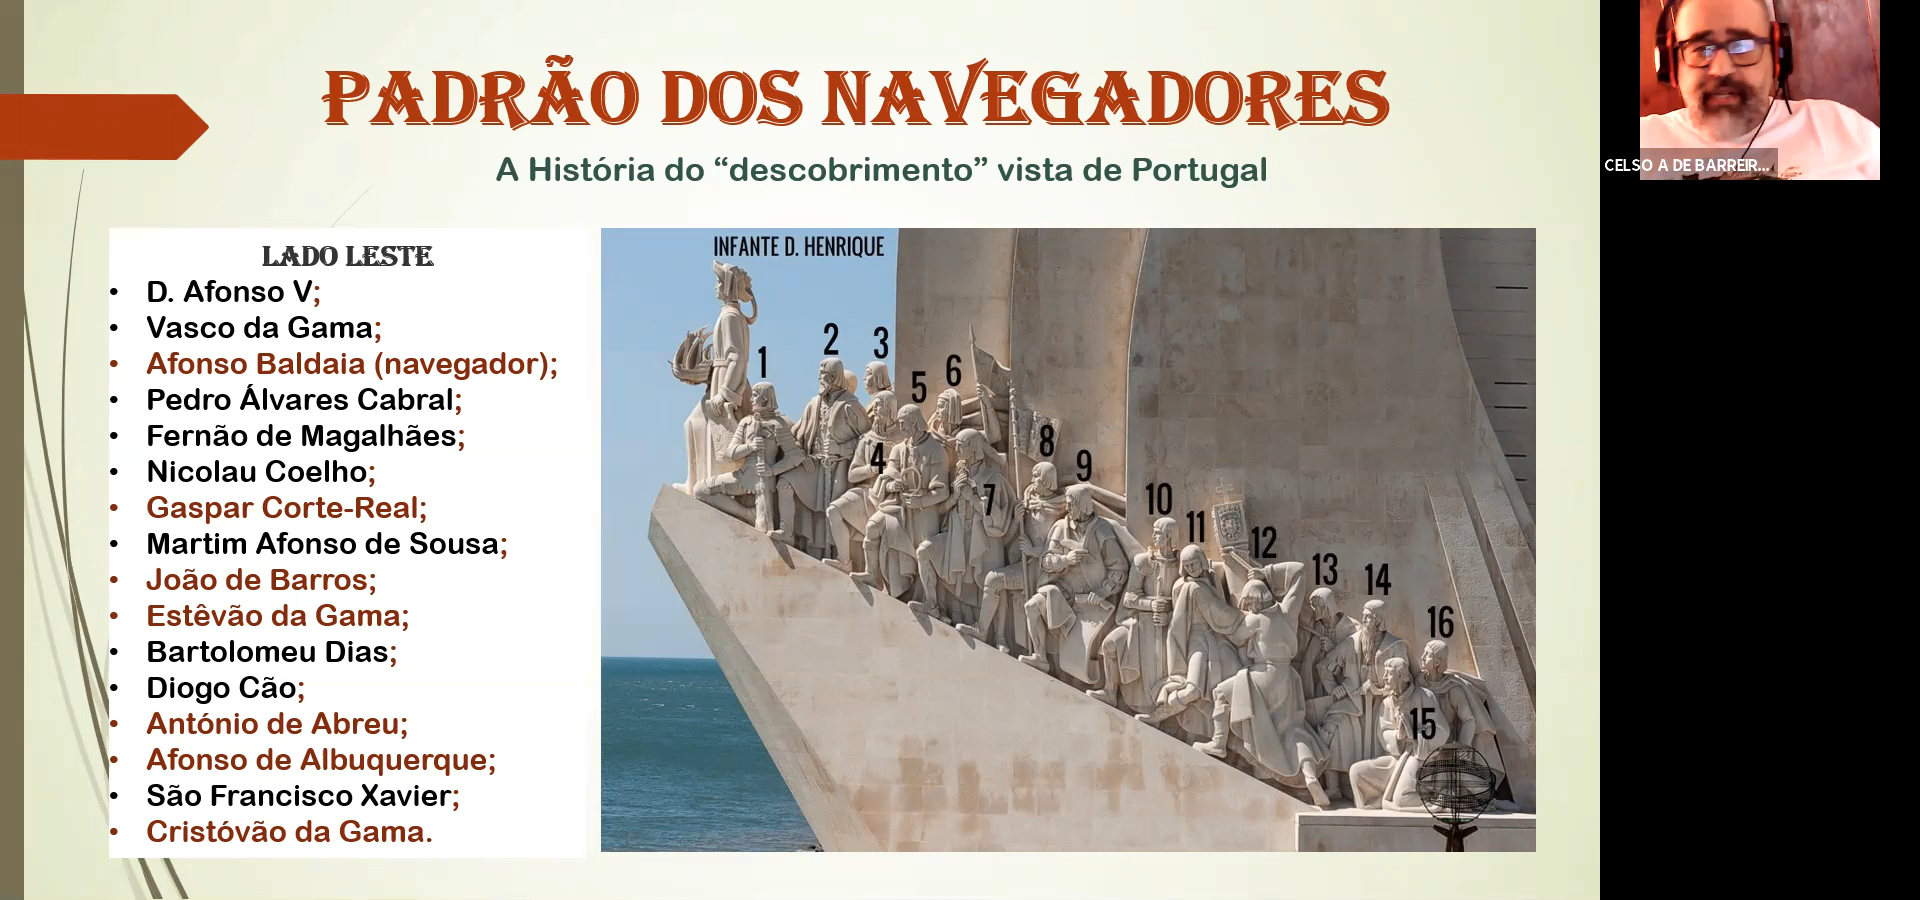 PADRÃO DOS NAVEGADORES
A História do “descobrimento” vista de Portugal
LADO LESTE
• D. Afonso V;
• Vasco da Gama;
• Afonso Baldaia (navegador);
• Pedro Álvares Cabral;
• Fernão de Magalhães;
• Nicolau Coelho;
• Gaspar Corte-Real;
• Martim Afonso de Sousa;
• João de Barros;
• Estêvão da Gama;
• Bartolomeu Dias;
• Diogo Cão;
• António de Abreu;
• Afonso de Albuquerque;
• São Francisco Xavier;
• Cristóvão da Gama.
INFANTE D. HENRIQUE
1
2
3
4
5
6
7
8
9
10
11
12
13
14
15
16
CELSO A DE BARREIR...